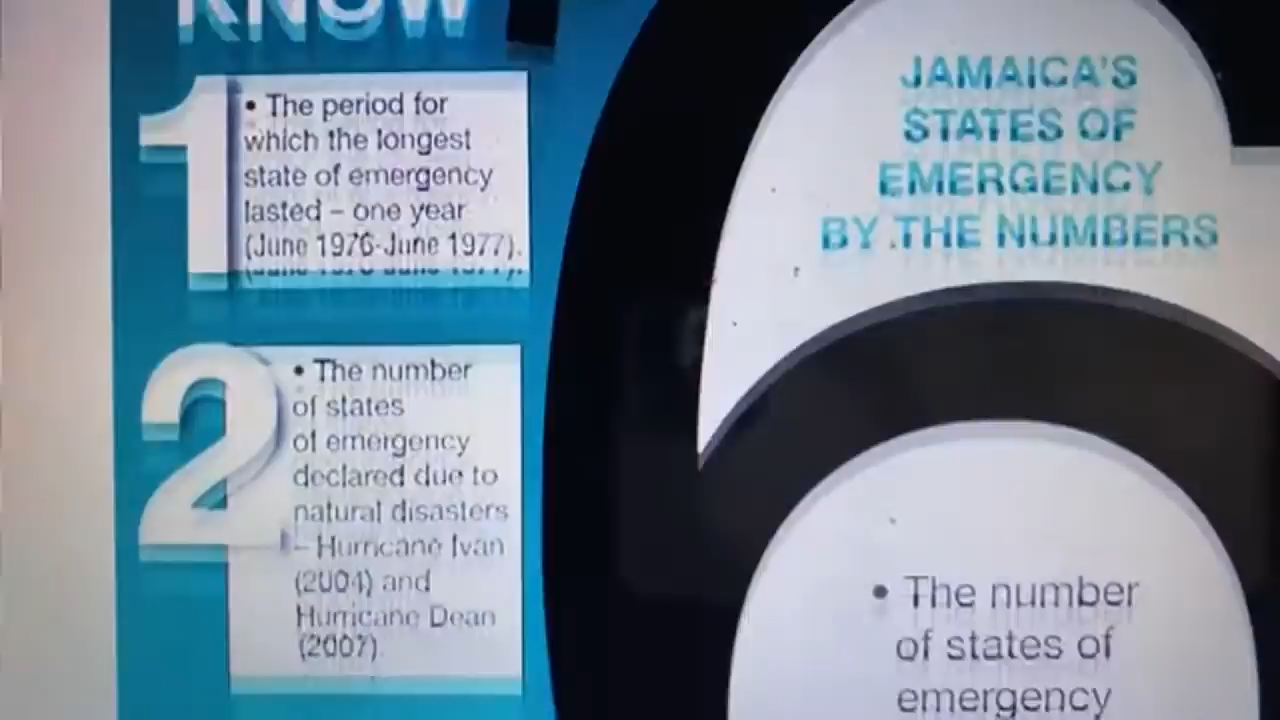 KNOW
1
• The period for
which the longest
state of emergency
lasted – one year
(June 1976-June 1977).
2
• The number
of states
of emergency
declared due to
natural disasters
– Hurricane Ivan
(2004) and
Hurricane Dean
(2007)
6
JAMAICA'S
STATES OF
EMERGENCY
BY THE NUMBERS
• The number
of states of
emergency